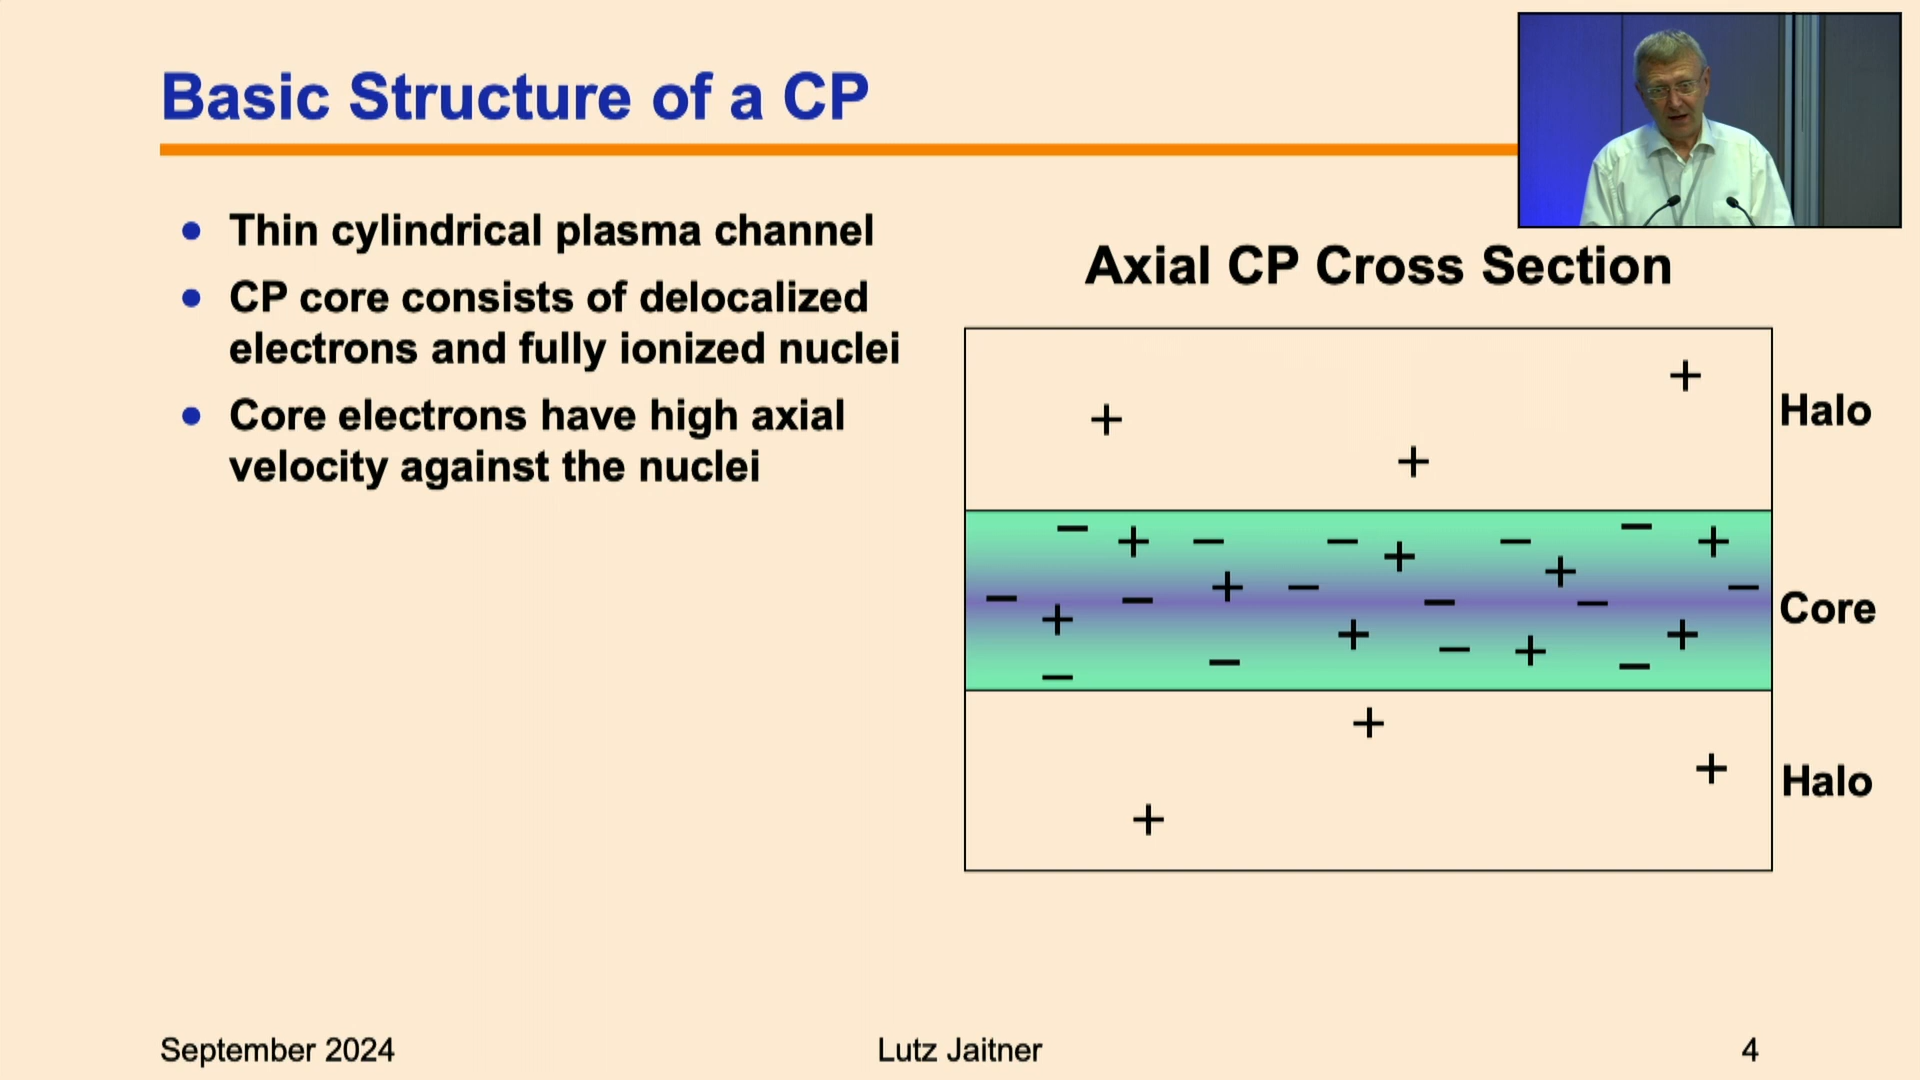 Basic Structure of a CP
• Thin cylindrical plasma channel
• CP core consists of delocalized
electrons and fully ionized nuclei
• Core electrons have high axial
velocity against the nuclei
Axial CP Cross Section
Halo
Core
Halo
September 2024
Lutz Jaitner
4